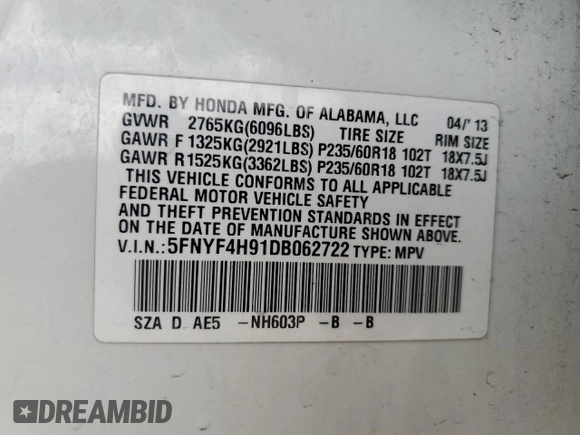 MFD. BY HONDA MFG. OF ALABAMA, LLC 04/'13
GVWR 2765KG(6096LBS) TIRE SIZE RIM SIZE
GAWR F 1325KG(2921LBS) P235/60R18 102T 18X7.5J
GAWR R1525KG(3362LBS) P235/60R18 102T 18X7.5J
THIS VEHICLE CONFORMS TO ALL APPLICABLE
FEDERAL MOTOR VEHICLE SAFETY
AND THEFT PREVENTION STANDARDS IN EFFECT
ON THE DATE OF MANUFACTURE SHOWN ABOVE.
V.I.N.:5FNYF4H91DB062722 TYPE: MPV
SZA D AE5 -NH603P -B -B
DREAMBID